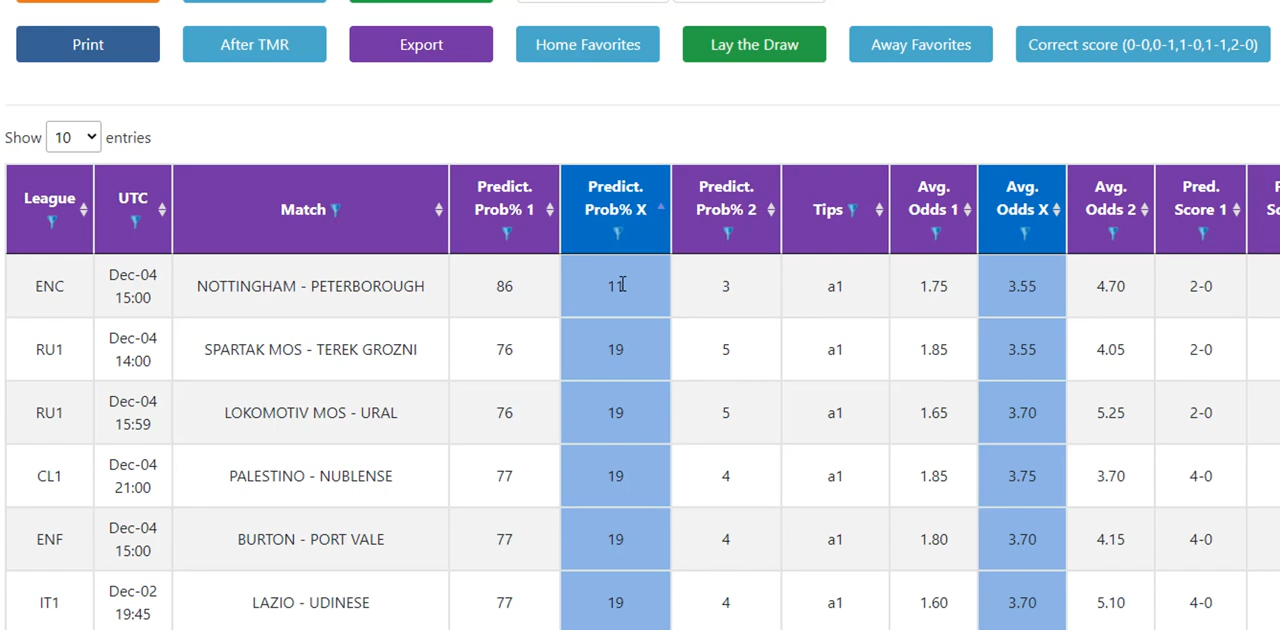 Print After TMR Export Home Favorites Lay the Draw Away Favorites Correct score (0-0,0-1,1-0,1-1,2-0)
Show 10 entries
League UTC Match Predict. Prob% 1 Predict. Prob% X Predict. Prob% 2 Tips Avg. Odds 1 Avg. Odds X Avg. Odds 2 Pred. Score 1
ENC Dec-04 15:00 NOTTINGHAM - PETERBOROUGH 86 11 3 a1 1.75 3.55 4.70 2-0
RU1 Dec-04 14:00 SPARTAK MOS - TEREK GROZNI 76 19 5 a1 1.85 3.55 4.05 2-0
RU1 Dec-04 15:59 LOKOMOTIV MOS - URAL 76 19 5 a1 1.65 3.70 5.25 2-0
CL1 Dec-04 21:00 PALESTINO - NUBLENSE 77 19 4 a1 1.85 3.75 3.70 4-0
ENF Dec-04 15:00 BURTON - PORT VALE 77 19 4 a1 1.80 3.70 4.15 4-0
IT1 Dec-02 19:45 LAZIO - UDINESE 77 19 4 a1 1.60 3.70 5.10 4-0